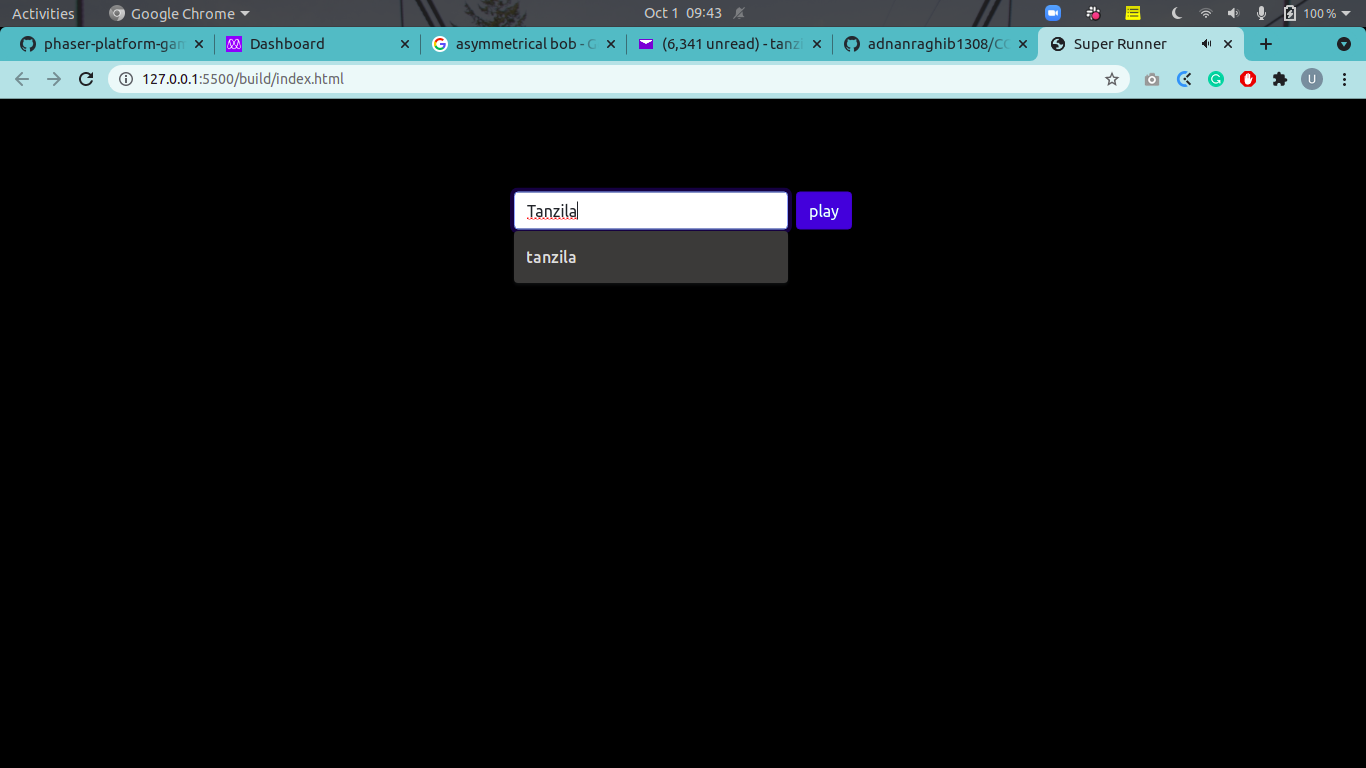 Activities Google Chrome Oct 1 09:43 100 %
phaser-platform-gam Dashboard asymmetrical bob - G (6,341 unread) - tanzi adnanraghib1308/CC Super Runner
127.0.0.1:5500/build/index.html U
Tanzila play
tanzila